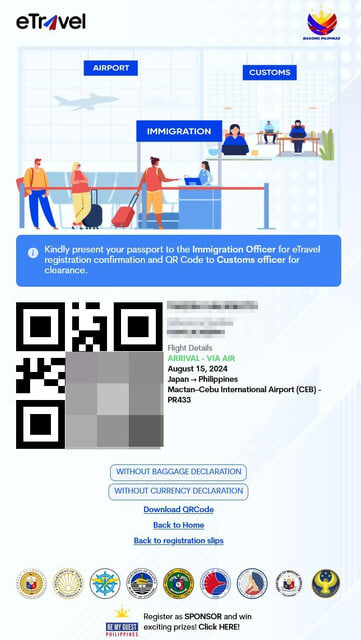 eTravel
BAGONG PILIPINAS
AIRPORT
CUSTOMS
IMMIGRATION
Kindly present your passport to the Immigration Officer for eTravel
registration confirmation and QR Code to Customs officer for
clearance.
Flight Details
ARRIVAL - VIA AIR
August 15, 2024
Japan → Philippines
Mactan–Cebu International Airport (CEB) -
PR433
WITHOUT BAGGAGE DECLARATION
WITHOUT CURRENCY DECLARATION
Download QRCode
Back to Home
Back to registration slips
BE MY GUEST
PHILIPPINES
Register as SPONSOR and win
exciting prizes! Click HERE!